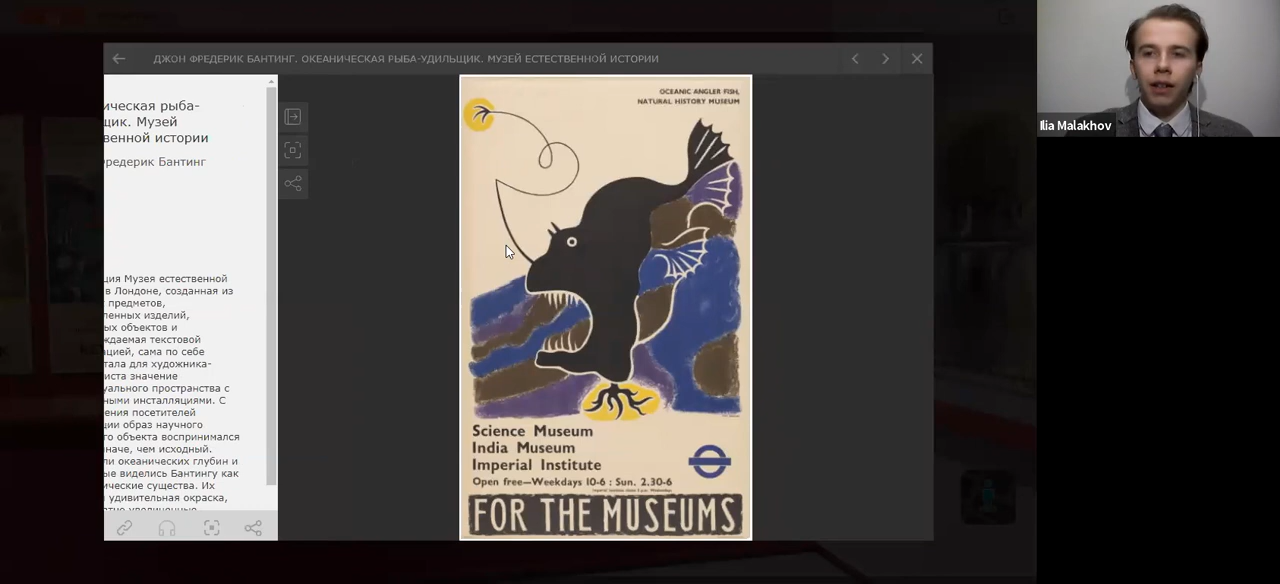 ДЖОН ФРЕДЕРИК БАНТИНГ. ОКЕАНИЧЕСКАЯ РЫБА-УДИЛЬЩИК. МУЗЕЙ ЕСТЕСТВЕННОЙ ИСТОРИИ
ическая рыба-
щик. Музей
венной истории
Фредерик Бантинг
ция Музея естественной
в Лондоне, созданная из
предметов,
ленных изделий,
ых объектов и
ждаемая текстовой
ацией, сама по себе
тала для художника-
иста значение
уального пространства с
ными инсталляциями. С
ения посетителей
ции образ научного
го объекта воспринимался
наче, чем исходный.
ли океанических глубин и
ые виделись Бантингу как
ические существа. Их
удивительная окраска,
OCEANIC ANGLER FISH,
NATURAL HISTORY MUSEUM
Science Museum
India Museum
Imperial Institute
Open free—Weekdays 10-6 : Sun. 2.30-6
FOR THE MUSEUMS
Ilia Malakhov